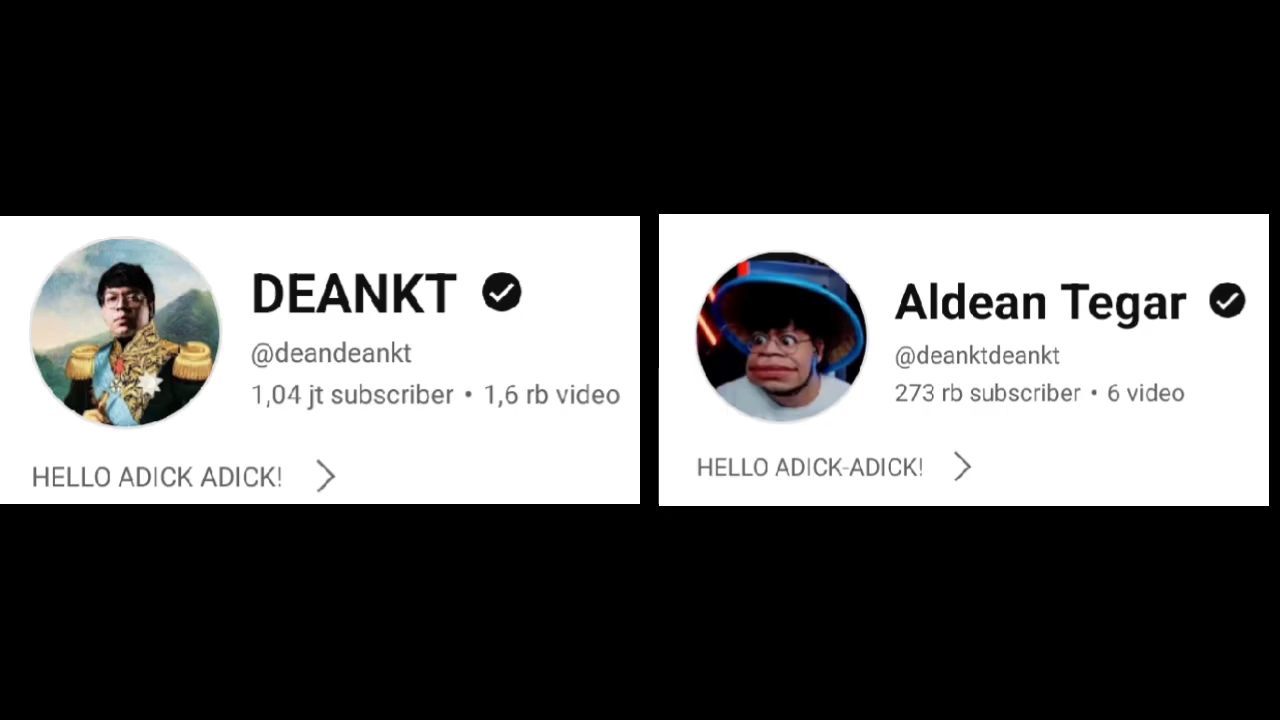 DEANKT
@deandeankt
1,04 jt subscriber • 1,6 rb video
HELLO ADICK ADICK!
Aldean Tegar
@deanktdeankt
273 rb subscriber • 6 video
HELLO ADICK-ADICK!